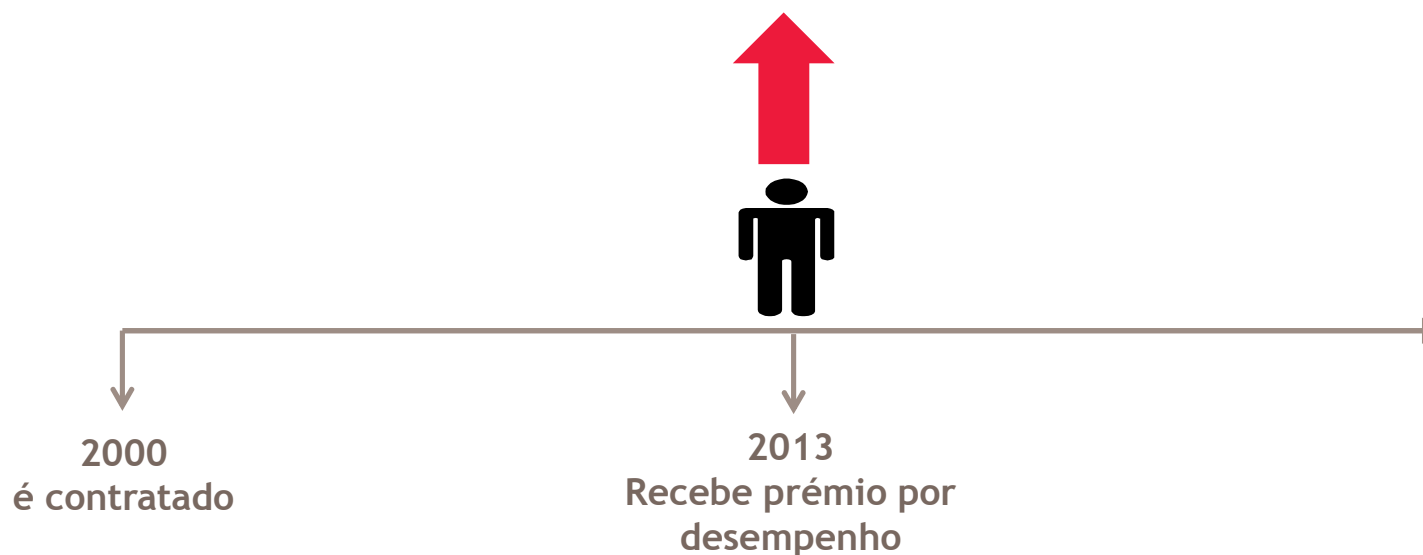 2000
é contratado
2013
Recebe prémio por
desempenho